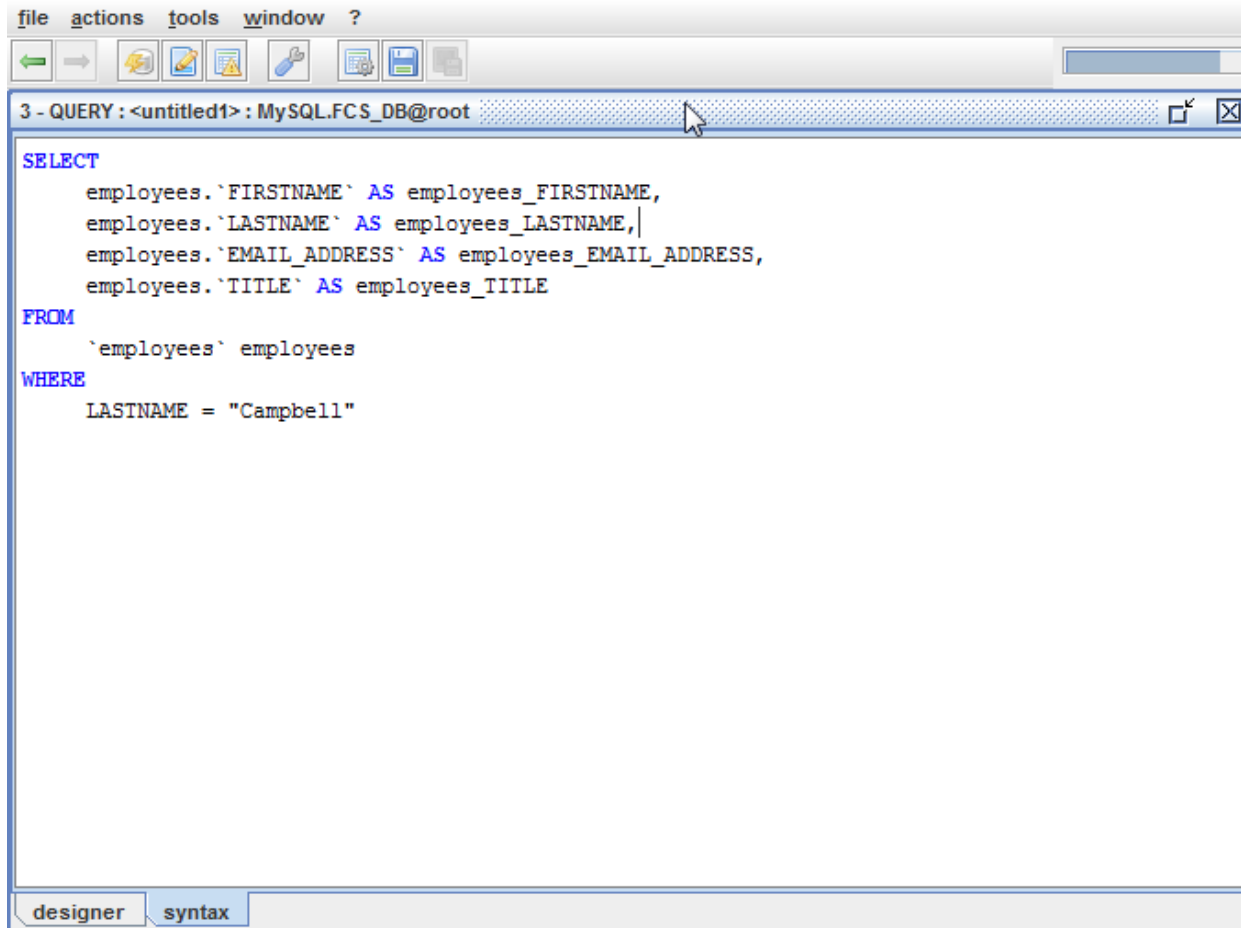 file actions tools window ?
3 - QUERY : <untitled1> : MySQL.FCS_DB@root
SELECT
employees.`FIRSTNAME` AS employees_FIRSTNAME,
employees.`LASTNAME` AS employees_LASTNAME,
employees.`EMAIL_ADDRESS` AS employees_EMAIL_ADDRESS,
employees.`TITLE` AS employees_TITLE
FROM
`employees` employees
WHERE
LASTNAME = "Campbell"
designer syntax